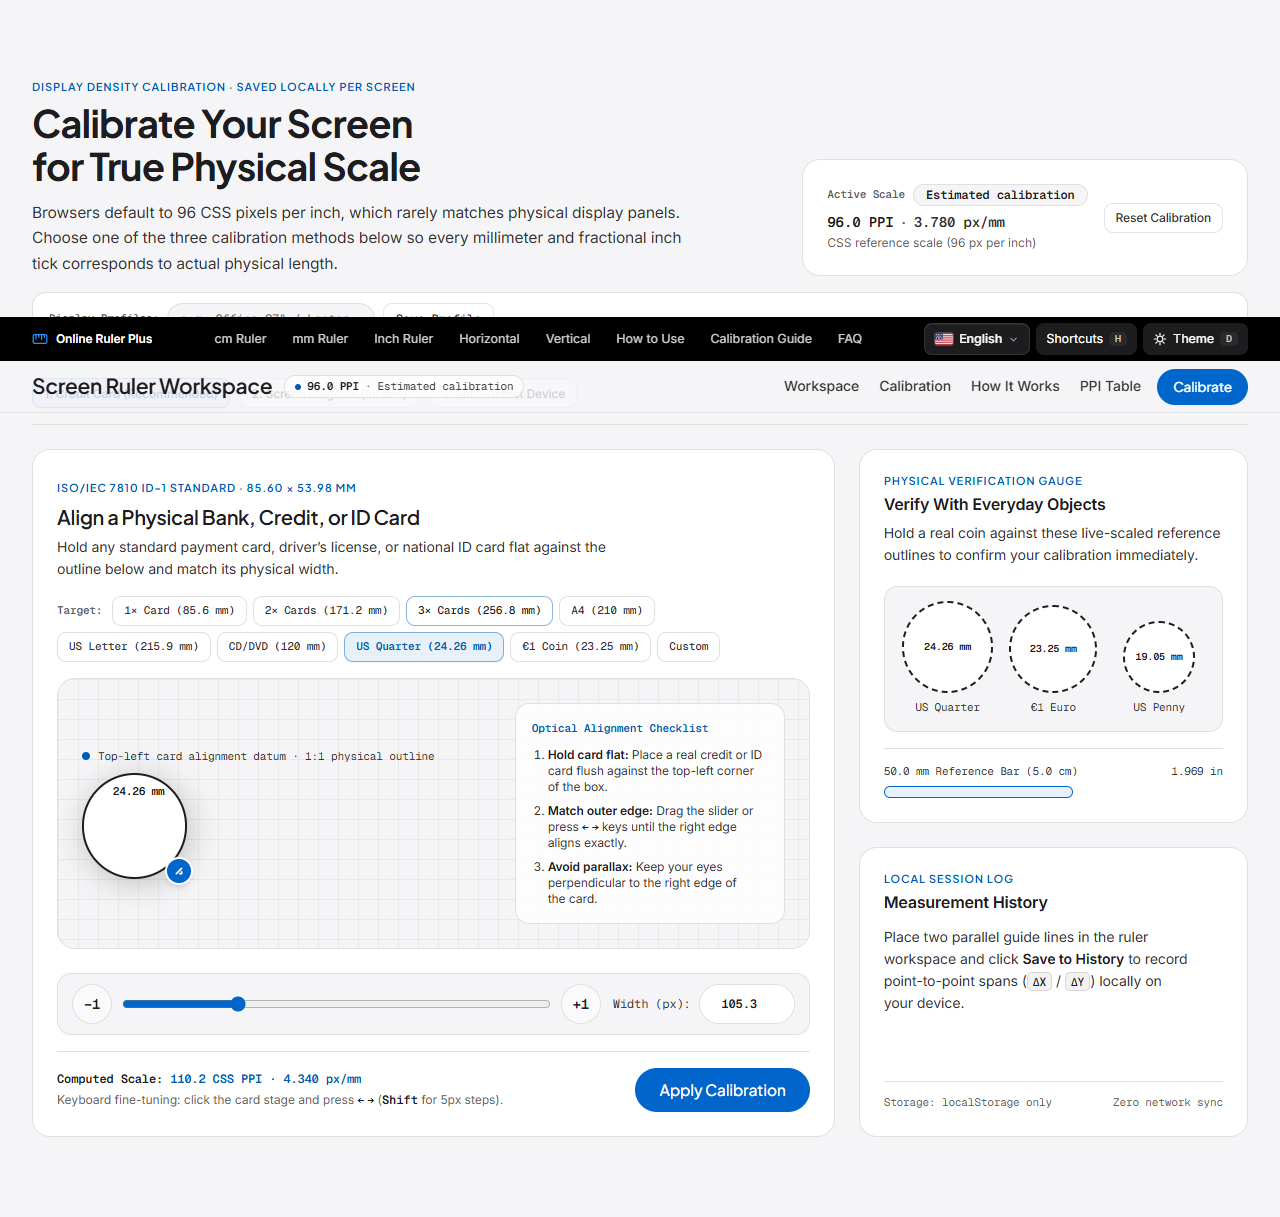 DISPLAY DENSITY CALIBRATION · SAVED LOCALLY PER SCREEN
Calibrate Your Screen
for True Physical Scale
Browsers default to 96 CSS pixels per inch, which rarely matches physical display panels.
Choose one of the three calibration methods below so every millimeter and fractional inch
tick corresponds to actual physical length.
Active Scale Estimated calibration
96.0 PPI · 3.780 px/mm
CSS reference scale (96 px per inch)
Reset Calibration
Online Ruler Plus cm Ruler mm Ruler Inch Ruler Horizontal Vertical How to Use Calibration Guide FAQ English Shortcuts H Theme D
Screen Ruler Workspace 96.0 PPI · Estimated calibration Workspace Calibration How It Works PPI Table Calibrate
ISO/IEC 7810 ID-1 STANDARD · 85.60 × 53.98 MM
Align a Physical Bank, Credit, or ID Card
Hold any standard payment card, driver’s license, or national ID card flat against the
outline below and match its physical width.
Target: 1× Card (85.6 mm) 2× Cards (171.2 mm) 3× Cards (256.8 mm) A4 (210 mm)
US Letter (215.9 mm) CD/DVD (120 mm) US Quarter (24.26 mm) €1 Coin (23.25 mm) Custom
Top-left card alignment datum · 1:1 physical outline
24.26 mm
Optical Alignment Checklist
1. Hold card flat: Place a real credit or ID
card flush against the top-left corner
of the box.
2. Match outer edge: Drag the slider or
press ←→ keys until the right edge
aligns exactly.
3. Avoid parallax: Keep your eyes
perpendicular to the right edge of
the card.
−1 +1 Width (px): 105.3
Computed Scale: 110.2 CSS PPI · 4.340 px/mm
Keyboard fine-tuning: click the card stage and press ←→ (Shift for 5px steps).
Apply Calibration
PHYSICAL VERIFICATION GAUGE
Verify With Everyday Objects
Hold a real coin against these live-scaled reference
outlines to confirm your calibration immediately.
24.26 mm 23.25 mm 19.05 mm
US Quarter €1 Euro US Penny
50.0 mm Reference Bar (5.0 cm) 1.969 in
LOCAL SESSION LOG
Measurement History
Place two parallel guide lines in the ruler
workspace and click Save to History to record
point-to-point spans (ΔX / ΔY) locally on
your device.
Storage: localStorage only Zero network sync